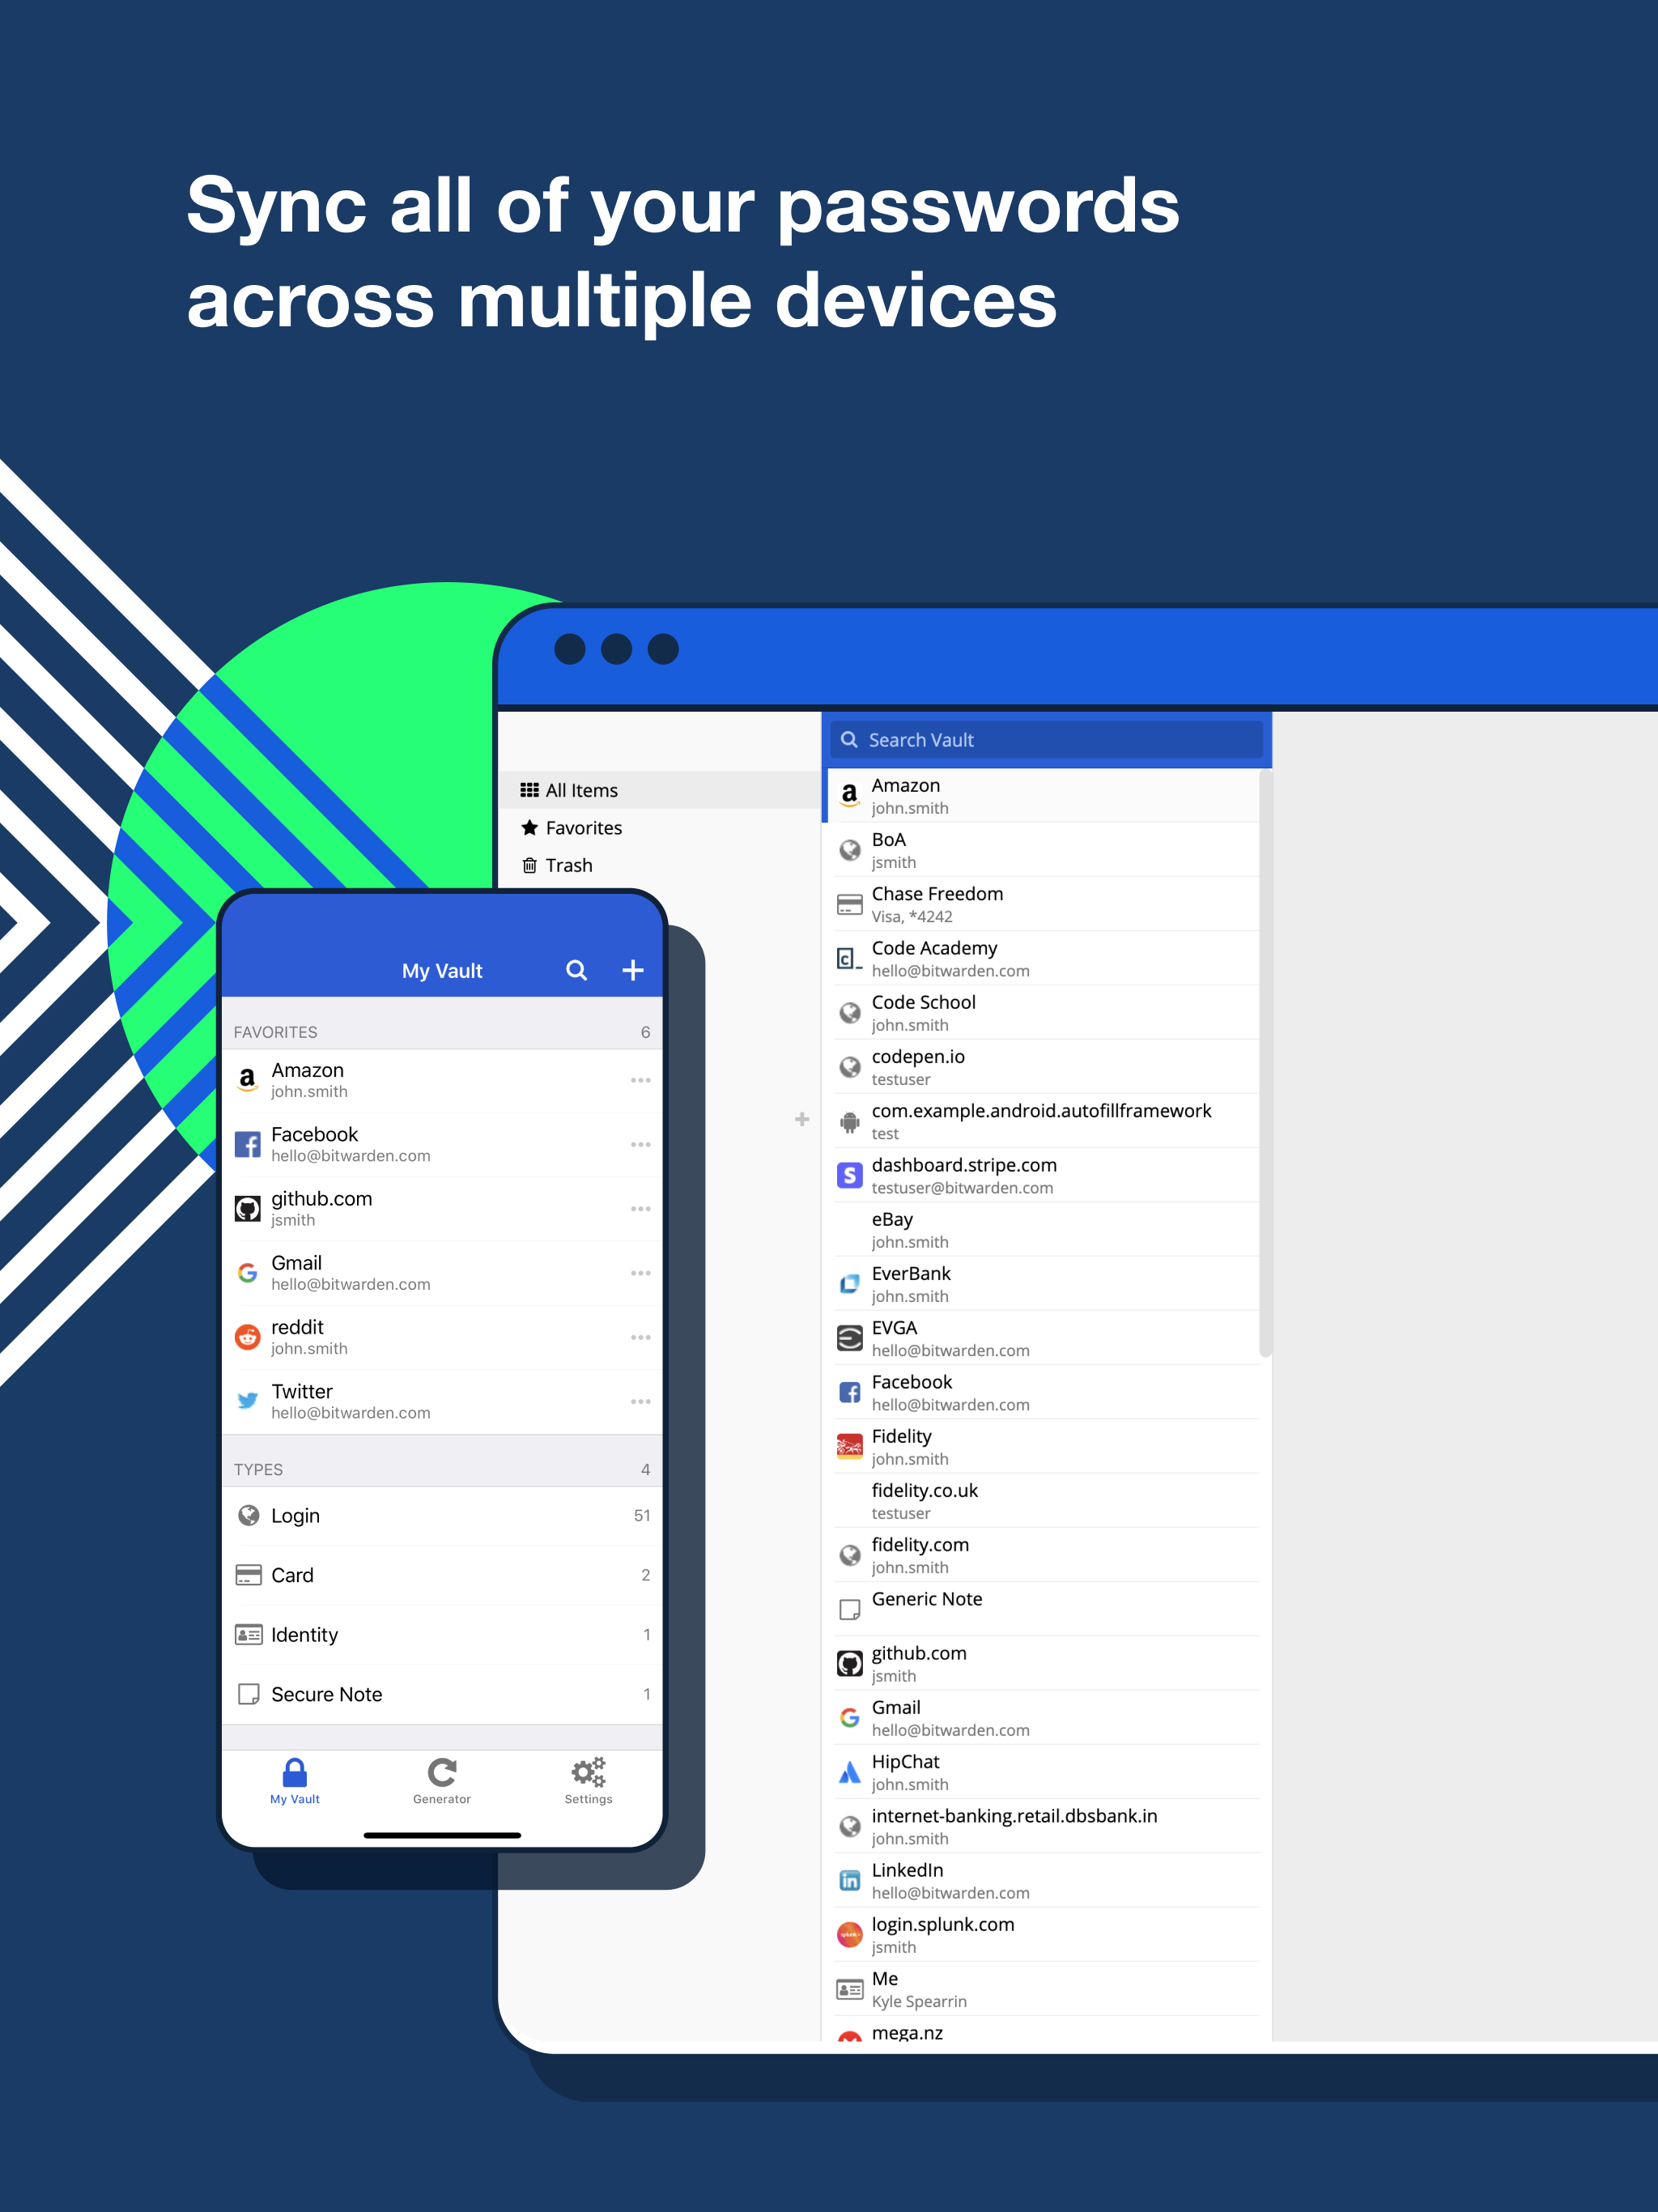 Sync all of your passwords
across multiple devices
Search Vault
All Items
Favorites
Trash
Amazon
john.smith
BoA
jsmith
Chase Freedom
Visa, *4242
Code Academy
hello@bitwarden.com
Code School
john.smith
codepen.io
testuser
com.example.android.autofillframework
test
dashboard.stripe.com
testuser@bitwarden.com
eBay
john.smith
EverBank
john.smith
EVGA
hello@bitwarden.com
Facebook
hello@bitwarden.com
Fidelity
john.smith
fidelity.co.uk
testuser
fidelity.com
john.smith
Generic Note
github.com
jsmith
Gmail
hello@bitwarden.com
HipChat
john.smith
internet-banking.retail.dbsbank.in
john.smith
LinkedIn
hello@bitwarden.com
login.splunk.com
jsmith
Me
Kyle Spearrin
mega.nz
My Vault
FAVORITES 6
Amazon
john.smith
Facebook
hello@bitwarden.com
github.com
jsmith
Gmail
hello@bitwarden.com
reddit
john.smith
Twitter
hello@bitwarden.com
TYPES 4
Login 51
Card 2
Identity 1
Secure Note 1
My Vault Generator Settings